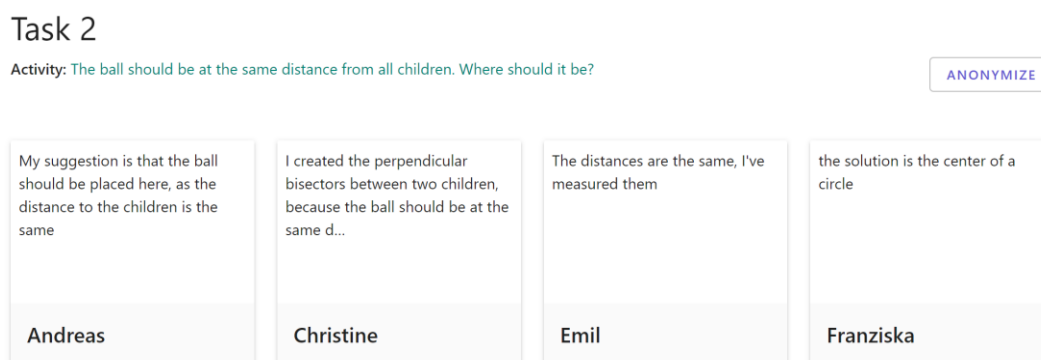 Task 2
Activity: The ball should be at the same distance from all children. Where should it be?
ANONYMIZE
My suggestion is that the ball
should be placed here, as the
distance to the children is the
same
Andreas
I created the perpendicular
bisectors between two children,
because the ball should be at the
same d...
Christine
The distances are the same, I've
measured them
Emil
the solution is the center of a
circle
Franziska